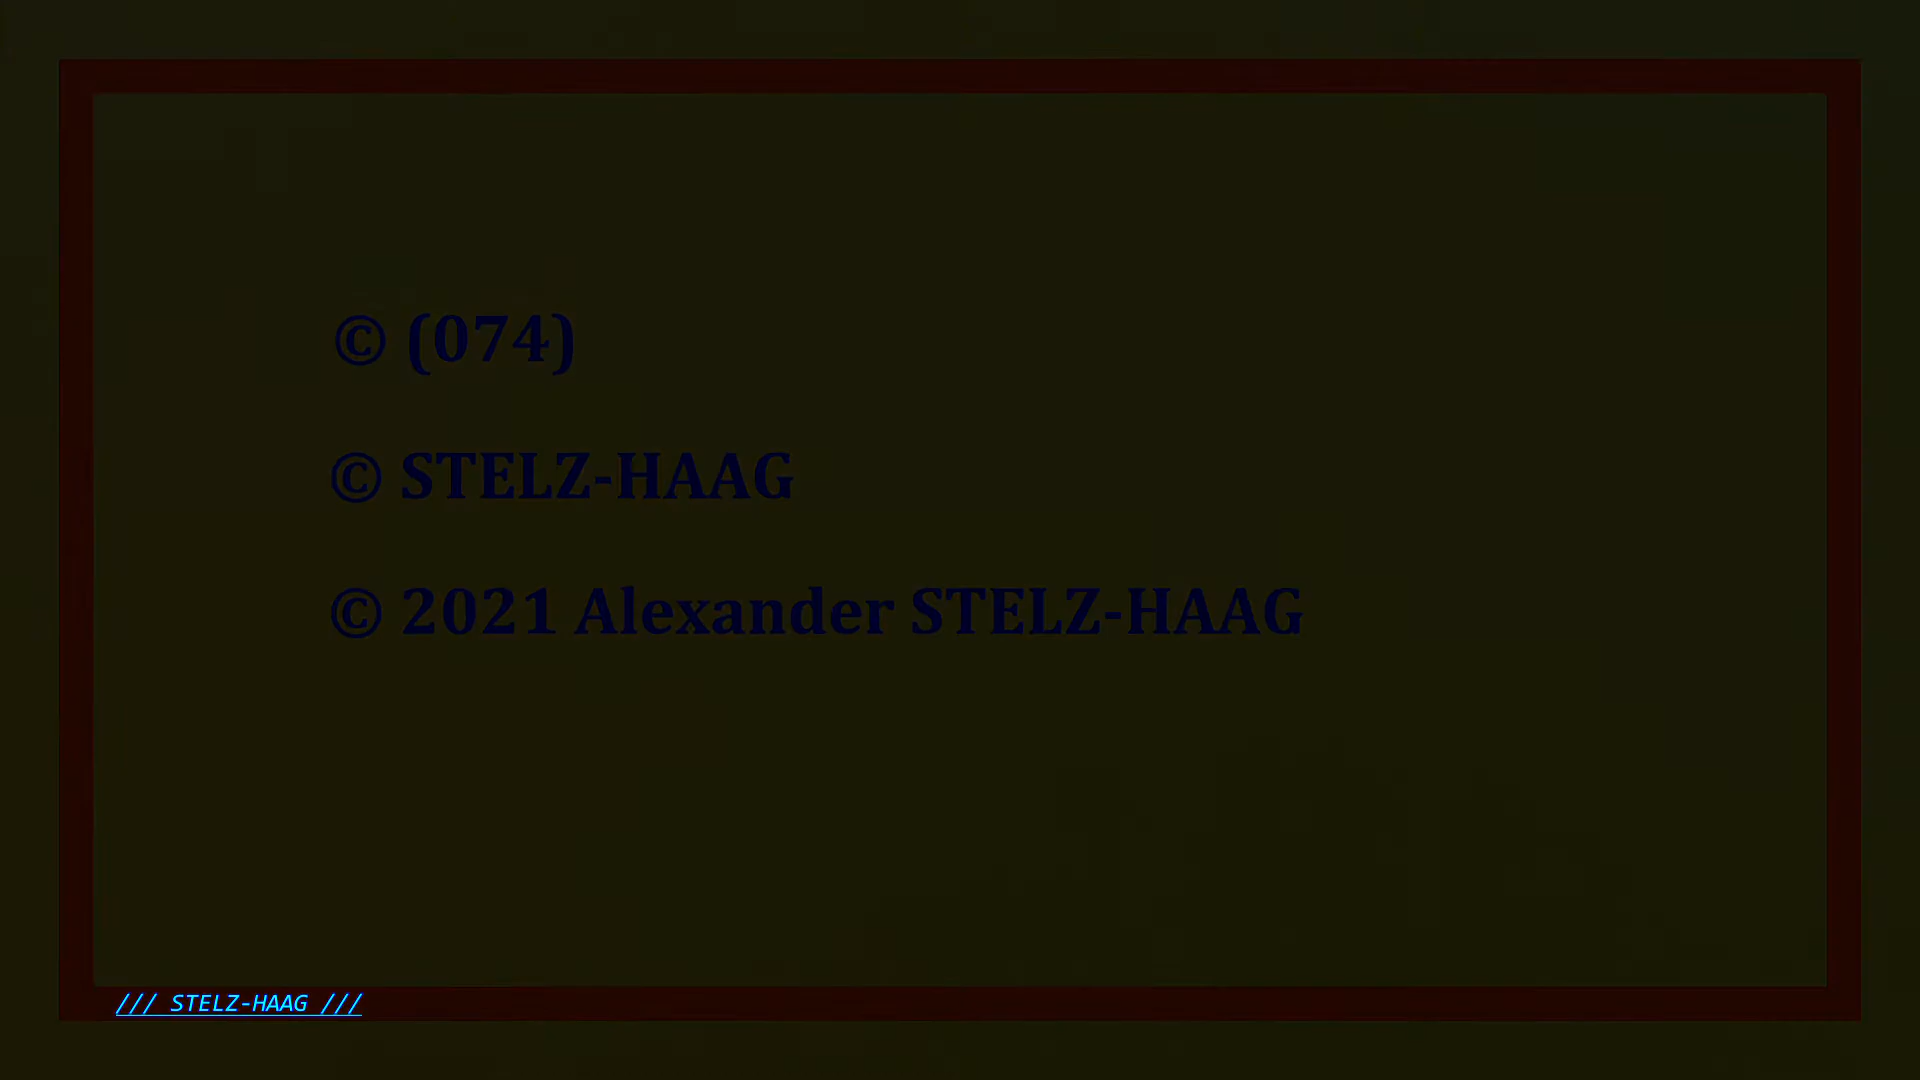 © (074)
© STELZ-HAAG
© 2021 Alexander STELZ-HAAG
/// STELZ-HAAG ///